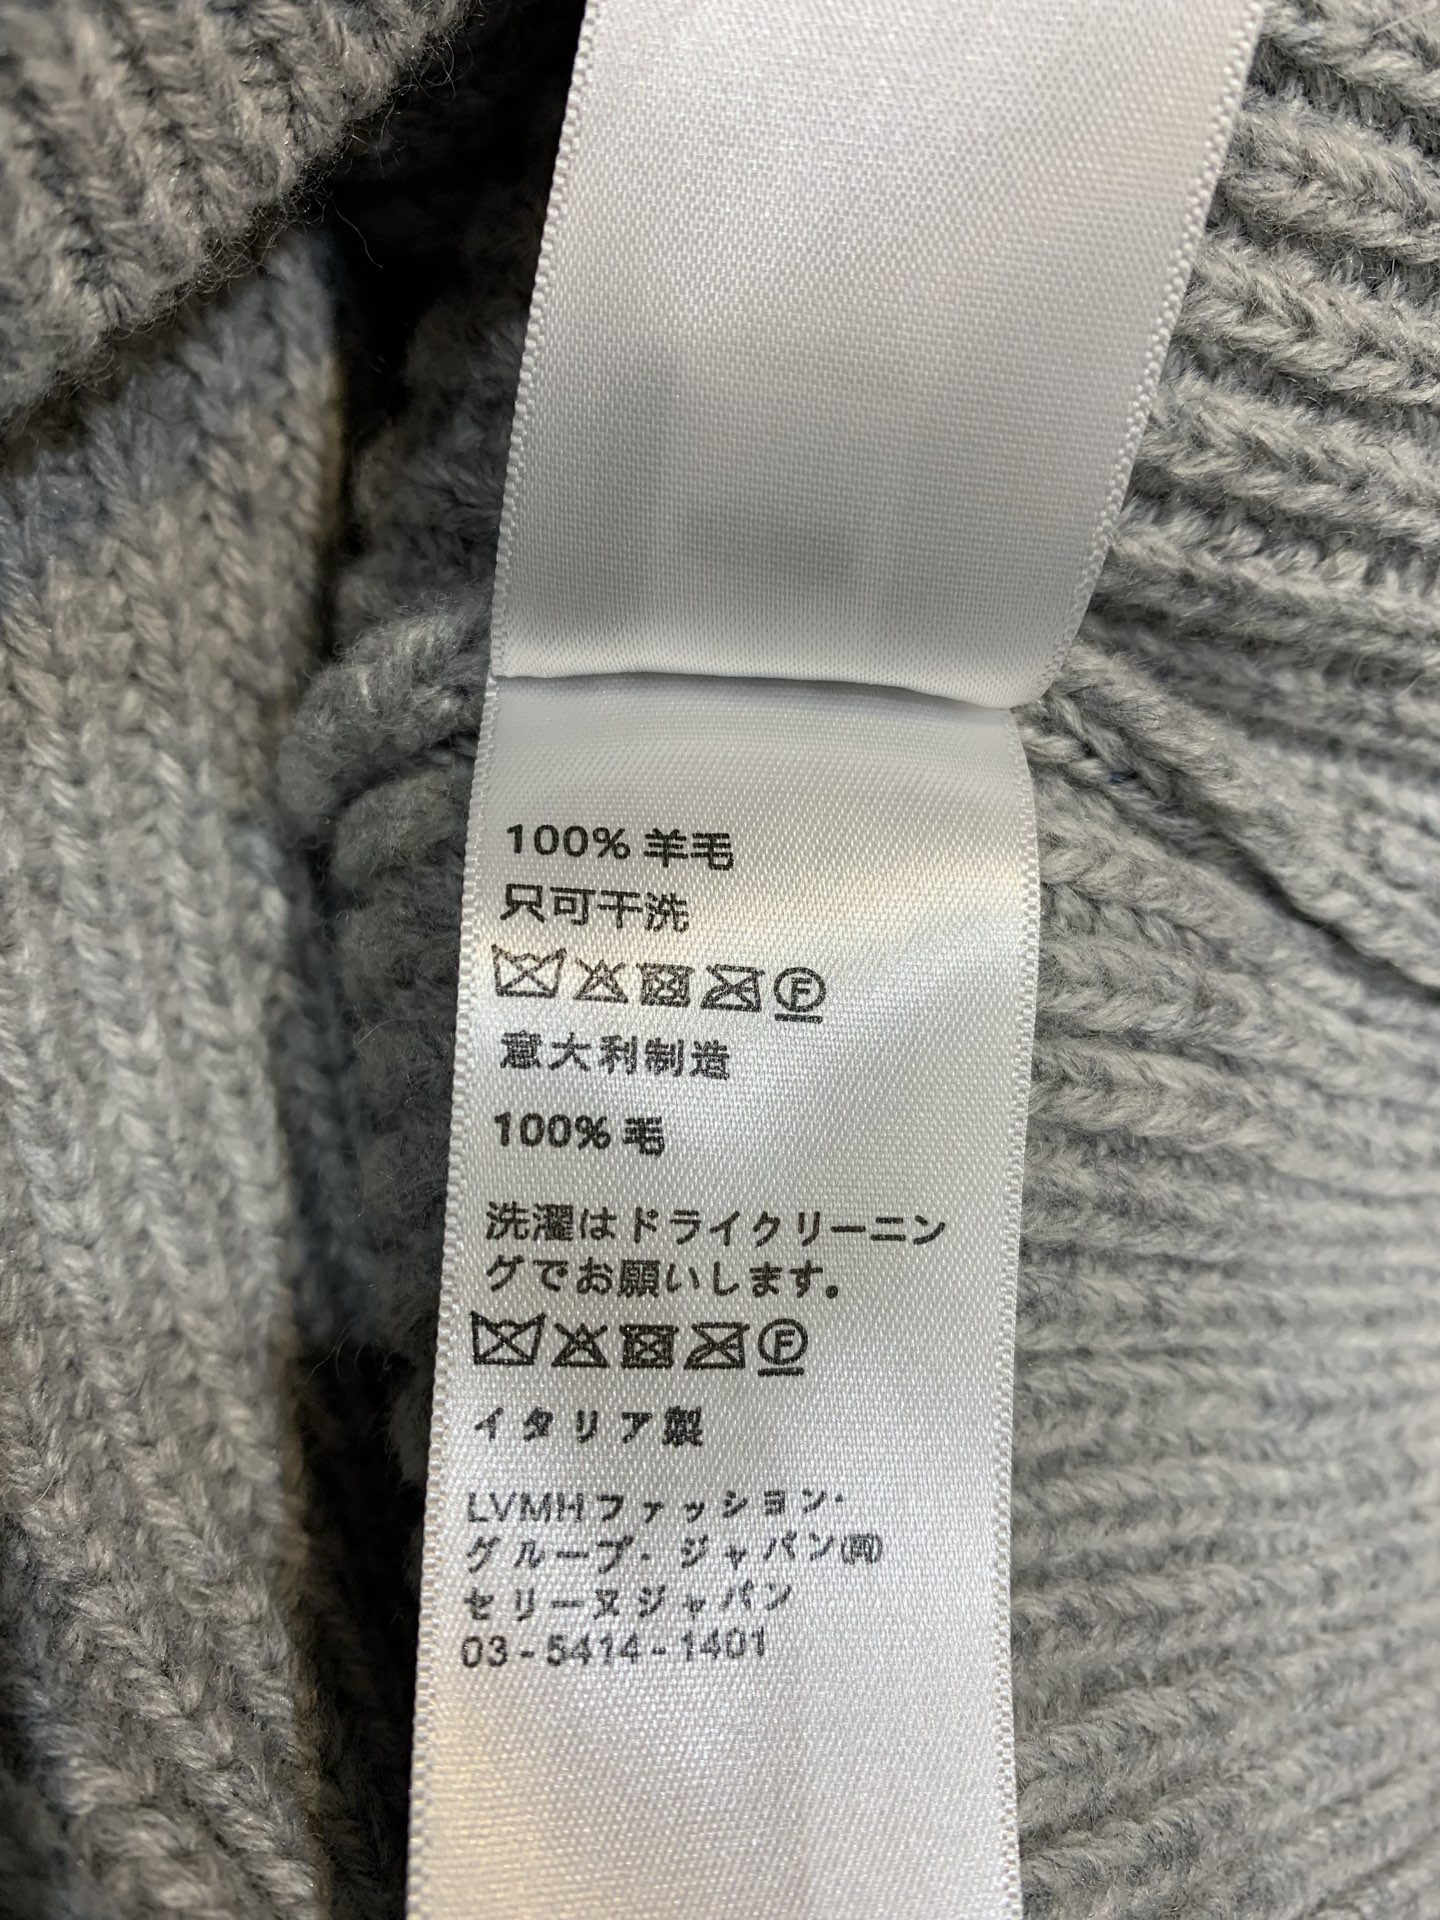 100% 羊毛
只可干洗
F
意大利制造
100% 毛
洗濯はドライクリーニン
グでお願いします。
F
イタリア製
LVMHファッション・
グループ・ジャパン(同)
セリーヌジャパン
03-5414-1401